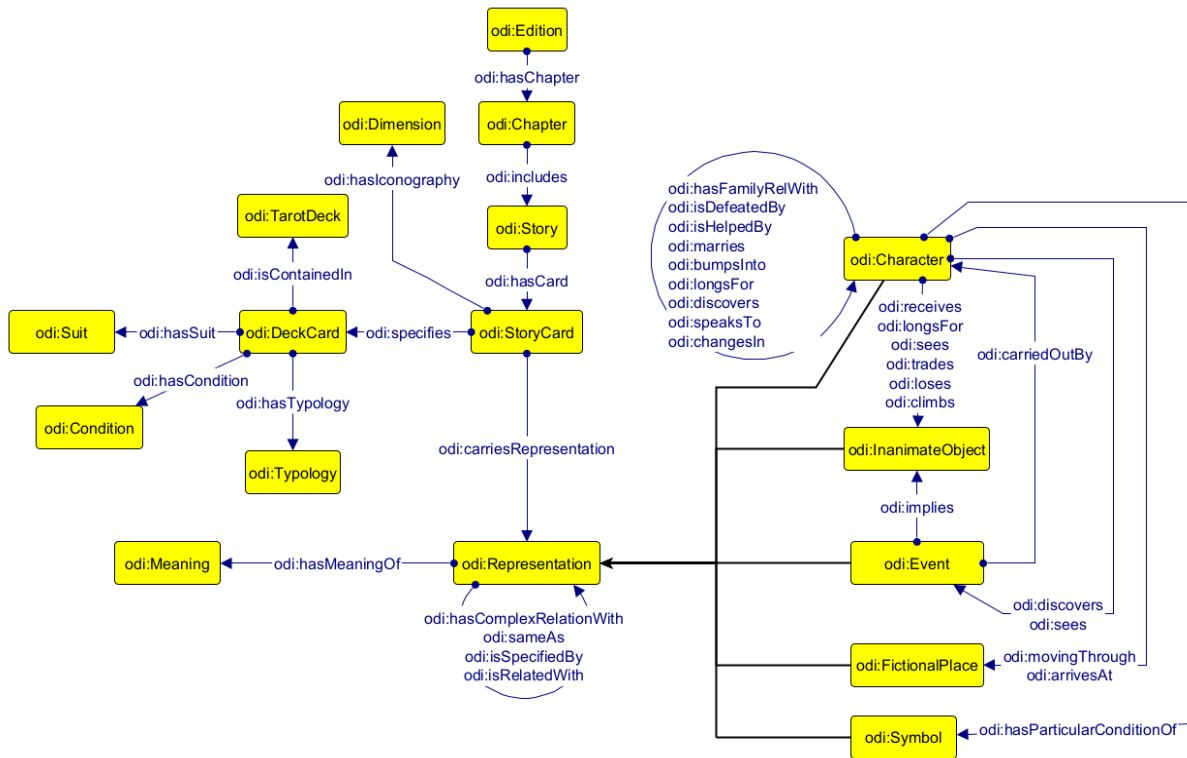 odi:Edition
odi:hasChapter
odi:Dimension
odi:Chapter
odi:hasIconography
odi:includes
odi:TarotDeck
odi:Story
odi:isContainedIn
odi:hasCard
odi:Suit
odi:hasSuit
odi:DeckCard
odi:specifies
odi:StoryCard
odi:hasCondition
odi:hasTypology
odi:Condition
odi:Typology
odi:carriesRepresentation
odi:Meaning
odi:hasMeaningOf
odi:Representation
odi:hasComplexRelationWith
odi:sameAs
odi:isSpecifiedBy
odi:isRelatedWith
odi:hasFamilyRelWith
odi:isDefeatedBy
odi:isHelpedBy
odi:marries
odi:bumpsInto
odi:longsFor
odi:discovers
odi:speaksTo
odi:changesIn
odi:Character
odi:receives
odi:longsFor
odi:sees
odi:trades
odi:loses
odi:climbs
odi:carriedOutBy
odi:InanimateObject
odi:implies
odi:Event
odi:discovers
odi:sees
odi:FictionalPlace
odi:movingThrough
odi:arrivesAt
odi:Symbol
odi:hasParticularConditionOf